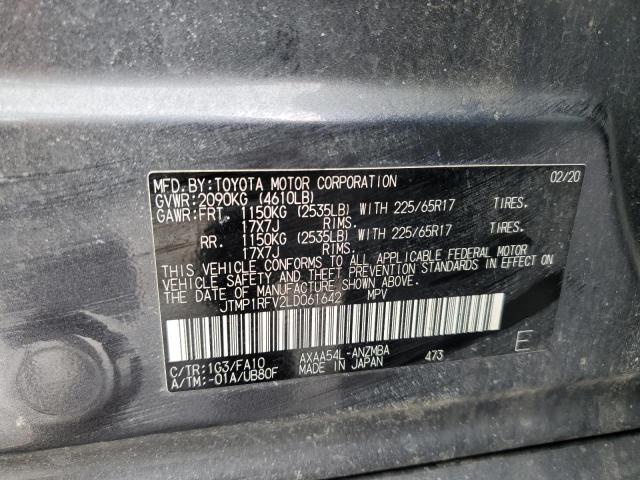 MFD.BY:TOYOTA MOTOR CORPORATION 02/20
GVWR:2090KG (4610LB)
GAWR:FRT. 1150KG (2535LB) WITH 225/65R17 TIRES.
17X7J RIMS.
RR. 1150KG (2535LB) WITH 225/65R17 TIRES.
17X7J RIMS.
THIS VEHICLE CONFORMS TO ALL APPLICABLE FEDERAL MOTOR
VEHICLE SAFETY AND THEFT PREVENTION STANDARDS IN EFFECT ON
THE DATE OF MANUFACTURE SHOWN ABOVE.
JTMP1RFV2LD061642 MPV
C/TR:1G3/FA10 AXAA54L-ANZMBA 473 E
A/TM:-01A/UB80F MADE IN JAPAN